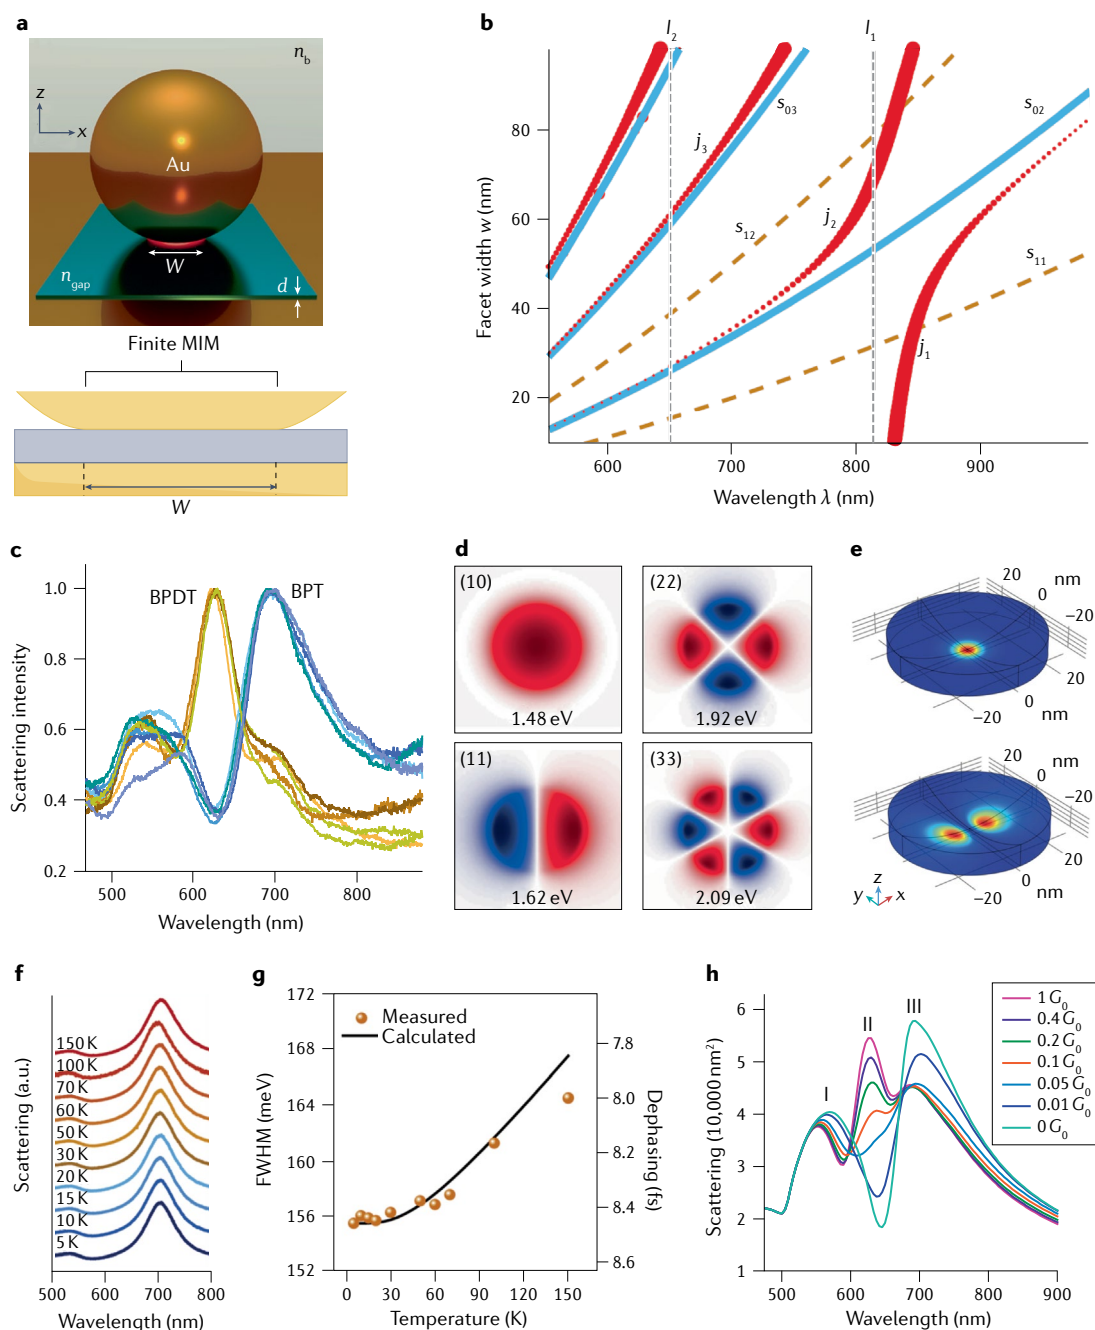 a
n_b
z
x
Au
W
n_gap
d
Finite MIM
W
b
l_2
l_1
s_03
s_02
j_3
j_2
s_12
s_11
j_1
80
60
40
20
Facet width w (nm)
600 700 800 900
Wavelength λ (nm)
c
BPDT BPT
1.0
0.8
0.6
0.4
0.2
Scattering intensity
500 600 700 800
Wavelength (nm)
d
(10) (22)
1.48 eV 1.92 eV
(11) (33)
1.62 eV 2.09 eV
e
20
0
−20
nm
20
0
−20
nm
20
0
−20
nm
20
0
−20
nm
z
y x
f
150 K
100 K
70 K
60 K
50 K
30 K
20 K
15 K
10 K
5 K
Scattering (a.u.)
500 600 700 800
Wavelength (nm)
g
172
168
164
160
156
152
FWHM (meV)
Measured
Calculated
7.8
8.0
8.2
8.4
8.6
Dephasing (fs)
0 30 60 90 120 150
Temperature (K)
h
6
5
4
3
2
1
Scattering (10,000 nm²)
I
II
III
1 G_0
0.4 G_0
0.2 G_0
0.1 G_0
0.05 G_0
0.01 G_0
0 G_0
500 600 700 800 900
Wavelength (nm)